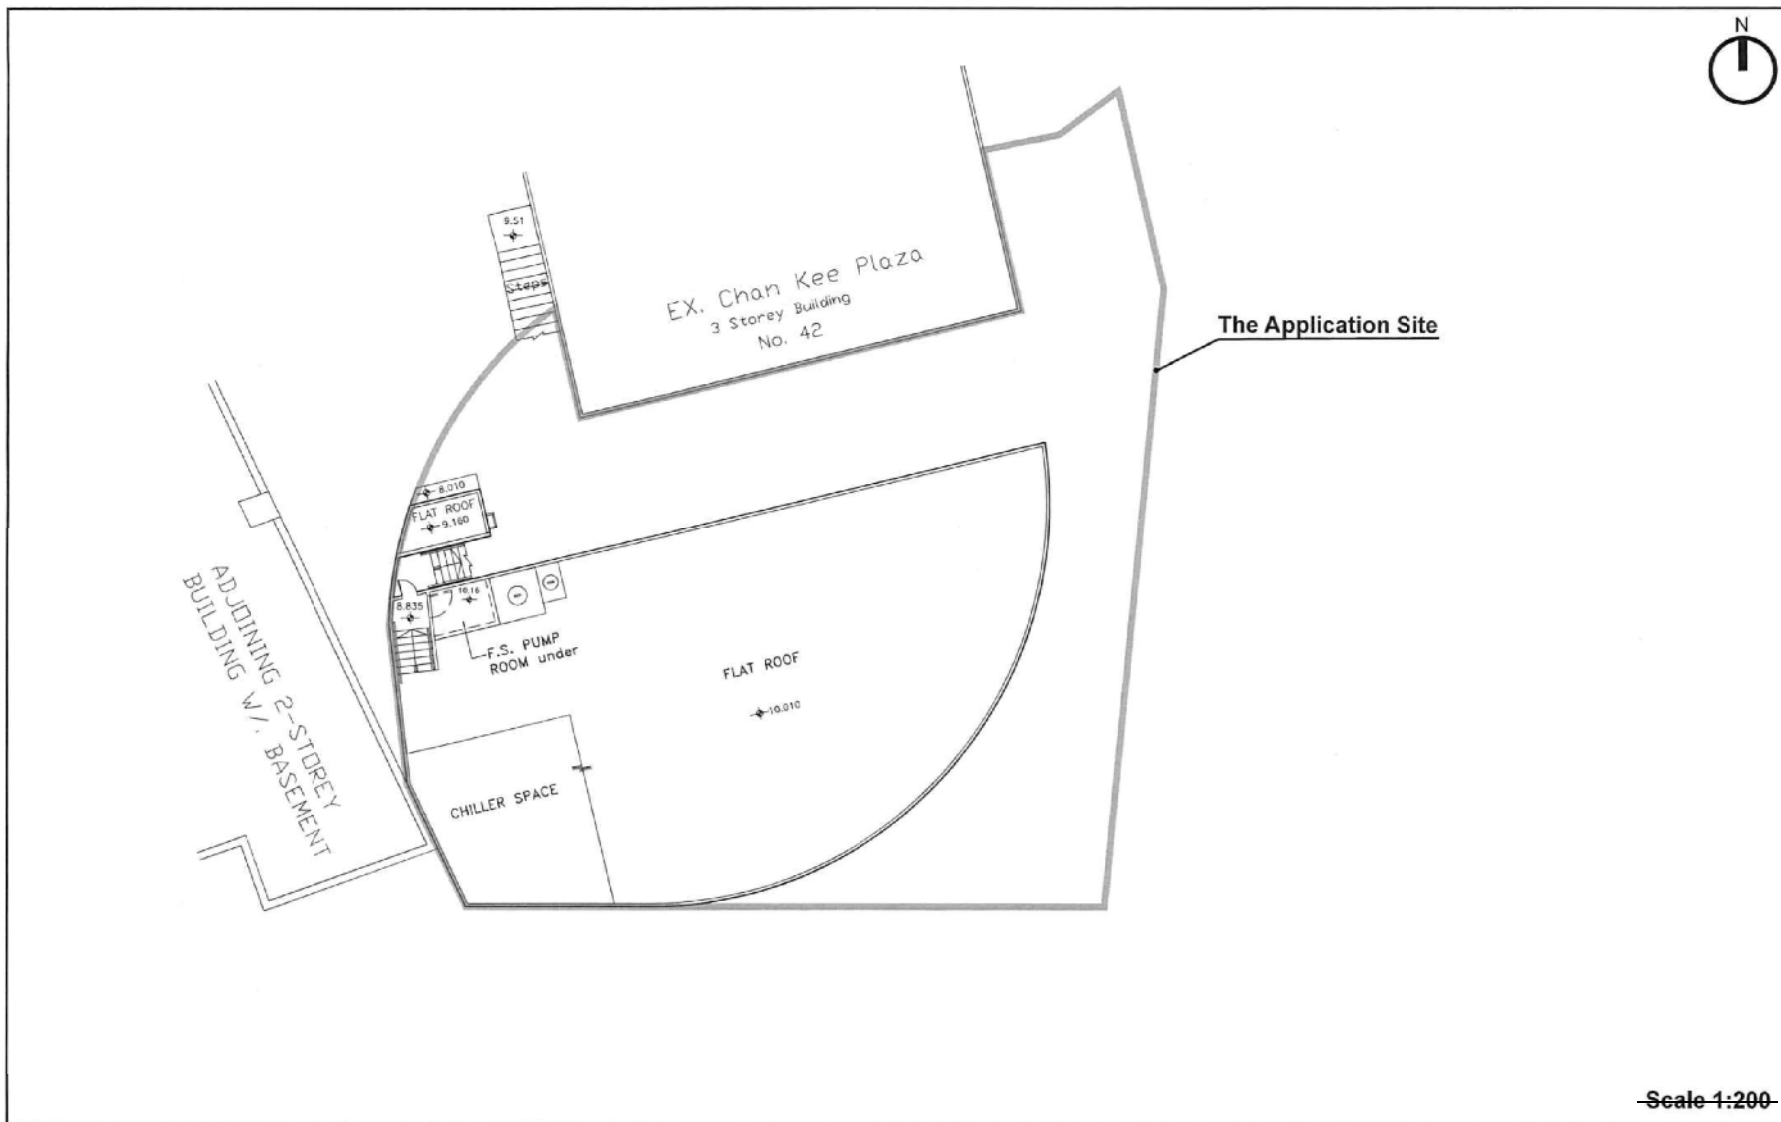 N
9.51
Steps
EX. Chan Kee Plaza
3 Storey Building
No. 42
The Application Site
8.010
FLAT ROOF
9.160
10.16
8.835
F.S. PUMP
ROOM under
FLAT ROOF
10.010
CHILLER SPACE
ADJOINING 2-STOREY
BUILDING W/. BASEMENT
Scale 1:200